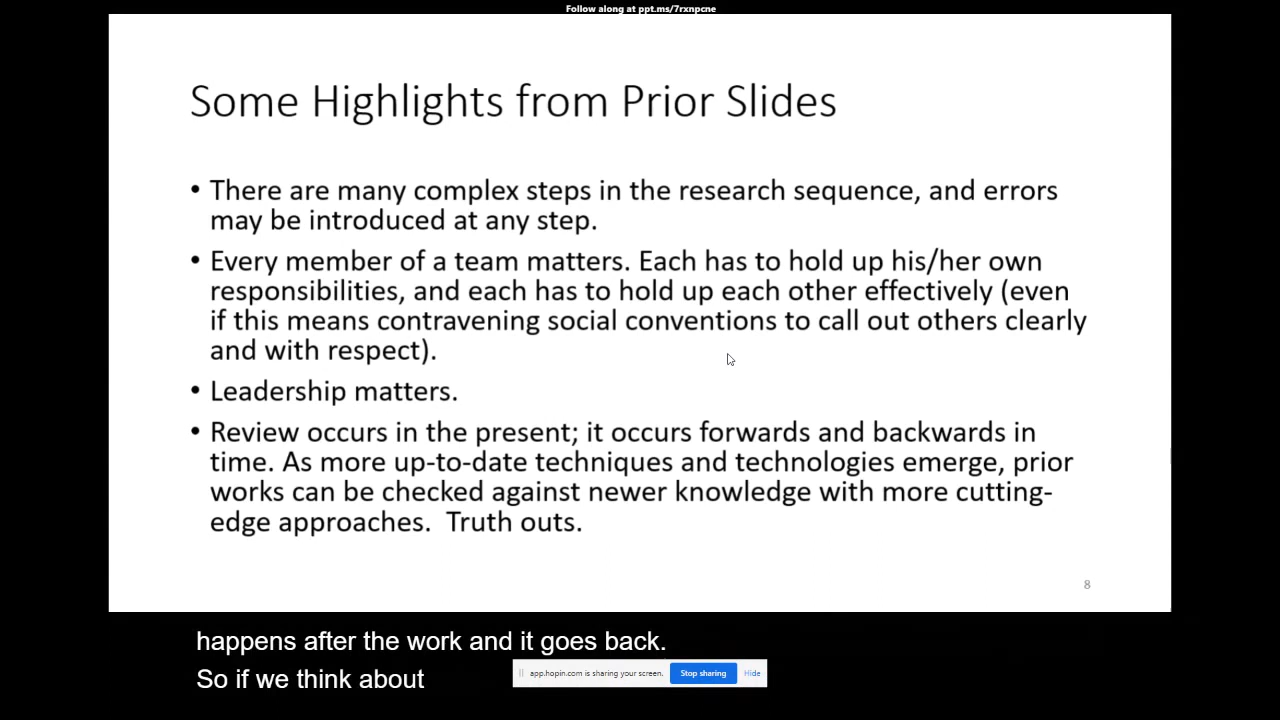 Follow along at ppt.ms/7rxnpcne
Some Highlights from Prior Slides
• There are many complex steps in the research sequence, and errors
may be introduced at any step.
• Every member of a team matters. Each has to hold up his/her own
responsibilities, and each has to hold up each other effectively (even
if this means contravening social conventions to call out others clearly
and with respect).
• Leadership matters.
• Review occurs in the present; it occurs forwards and backwards in
time. As more up-to-date techniques and technologies emerge, prior
works can be checked against newer knowledge with more cutting-
edge approaches.  Truth outs.
8
happens after the work and it goes back.
So if we think about
app.hopin.com is sharing your screen.
Stop sharing
Hide